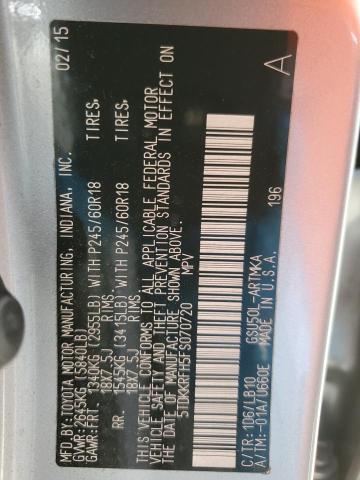 MFD.BY:TOYOTA MOTOR MANUFACTURING, INDIANA, INC. 02/15
GVWR:2645KG (5840LB)
GAWR:FRT. 1340KG (2955LB) WITH P245/60R18 TIRES,
18X7.5J RIMS
RR. 1545KG (3415LB) WITH P245/60R18 TIRES,
18X7.5J RIMS
THIS VEHICLE CONFORMS TO ALL APPLICABLE FEDERAL MOTOR
VEHICLE SAFETY AND THEFT PREVENTION STANDARDS IN EFFECT ON
THE DATE OF MANUFACTURE SHOWN ABOVE.
5TDKKRFH5FS070720 MPV
196 A
C/TR:1D6/LB10 GSU50L-ARTMKA
A/TM:-01A/U660E MADE IN U.S.A.